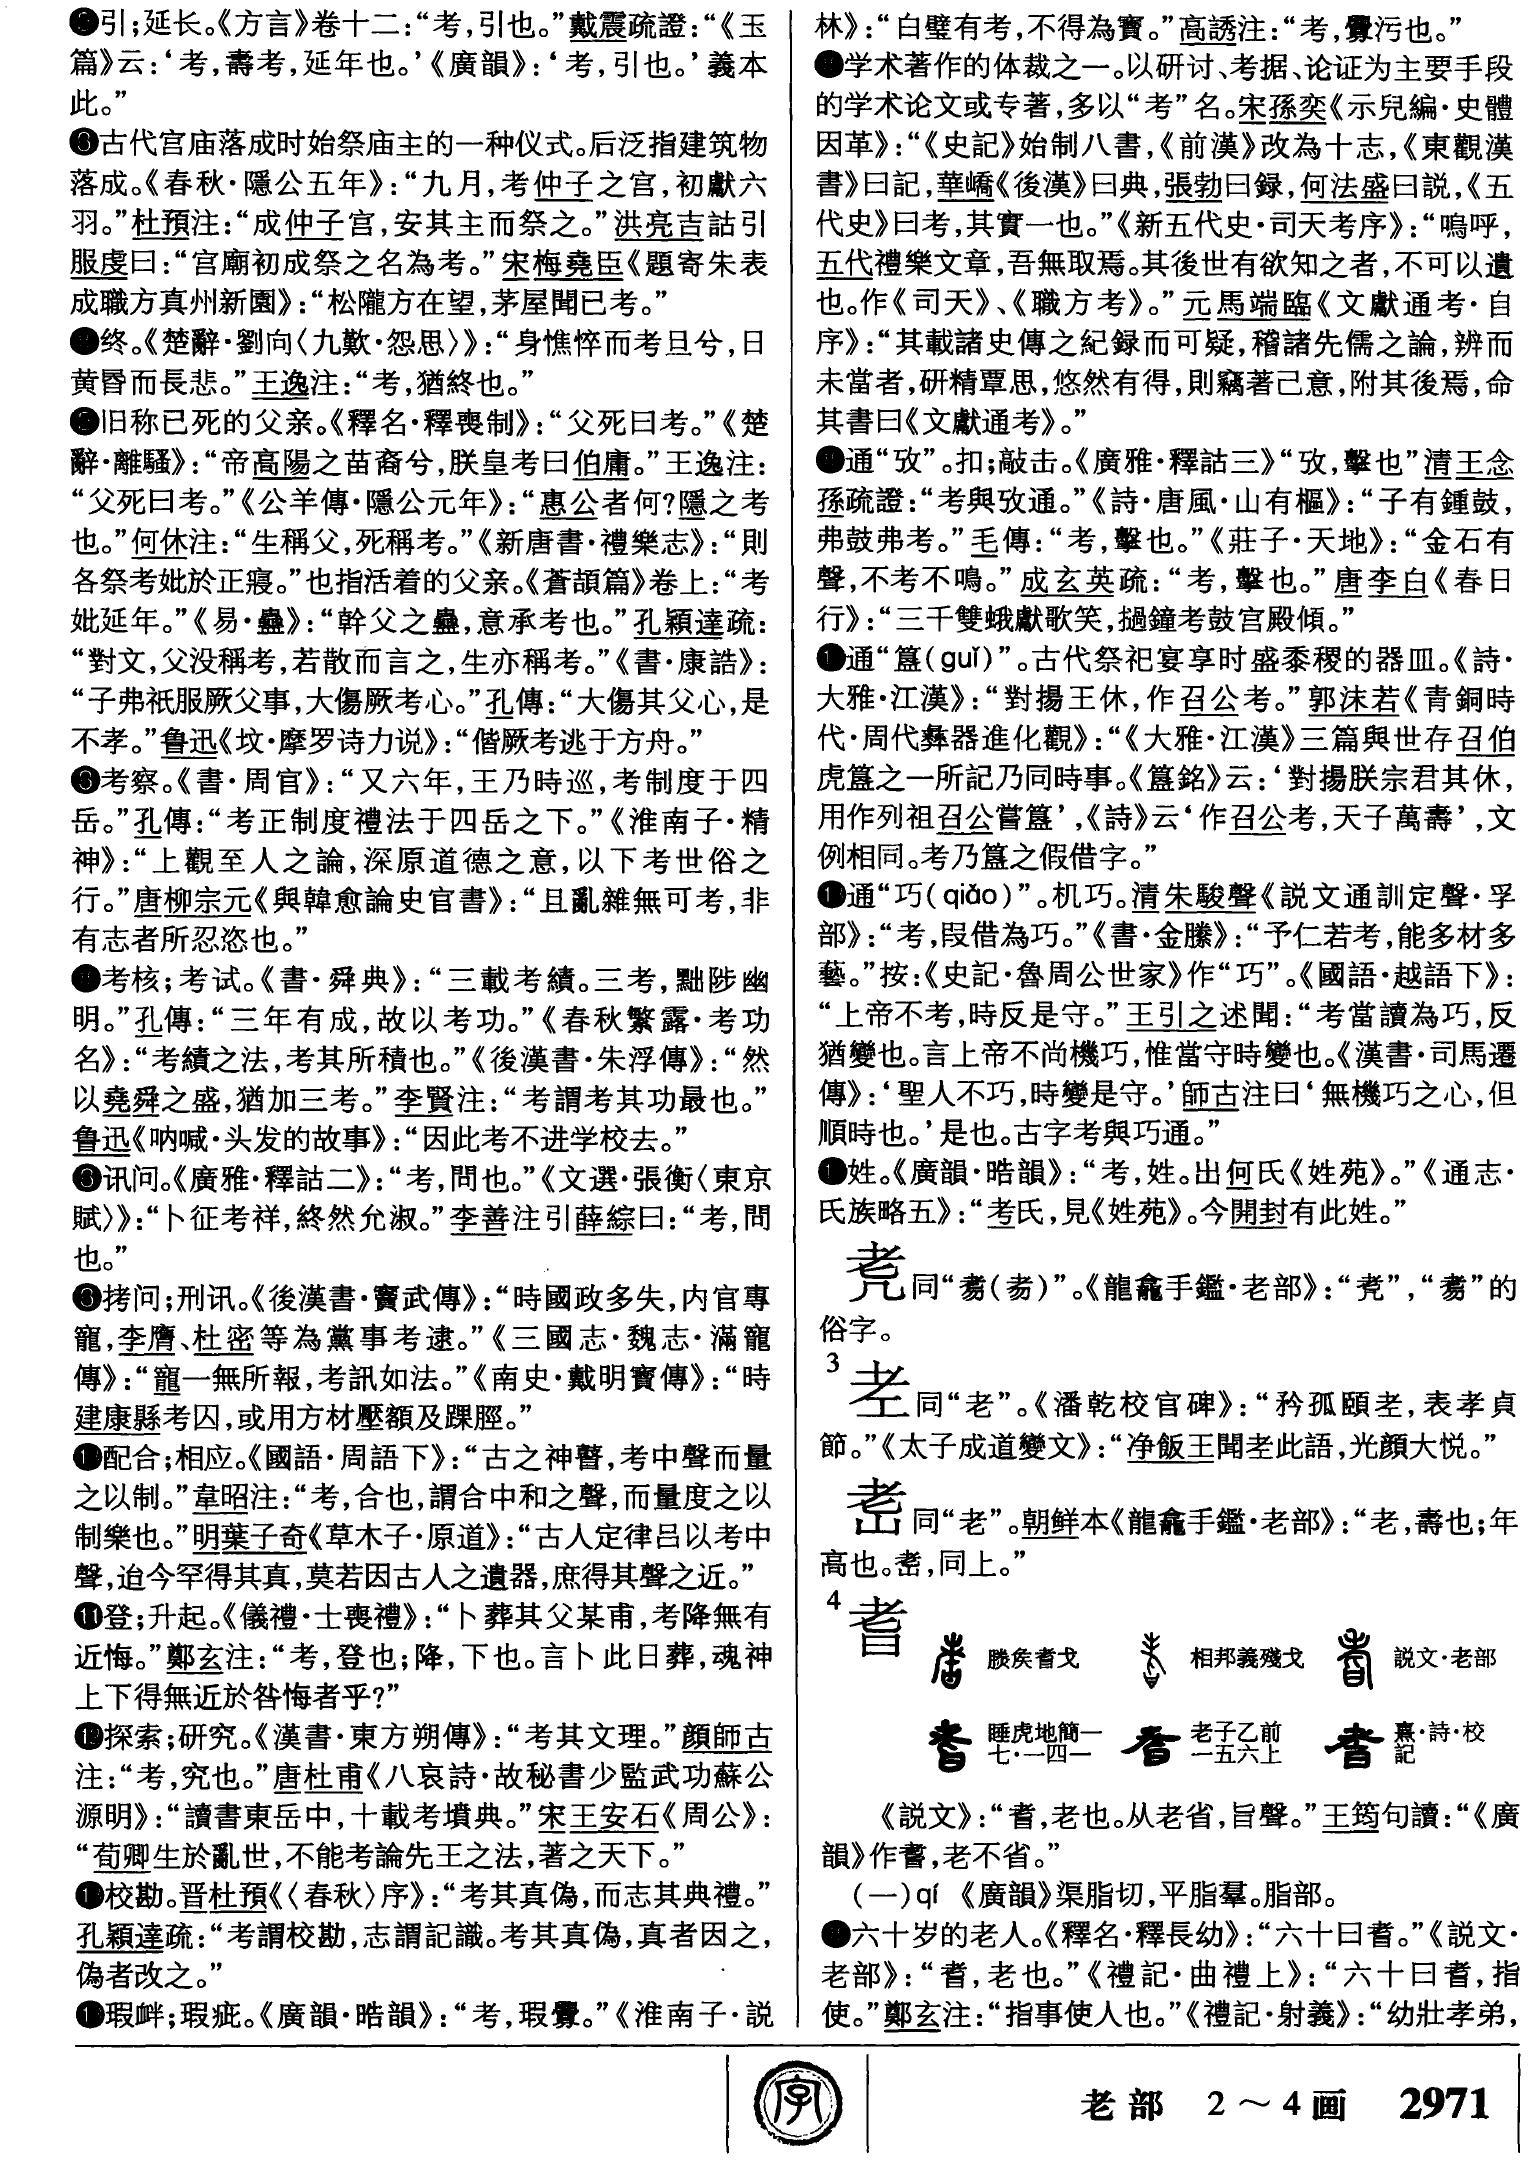 ❷引；延长。《方言》卷十二：“考，引也。”戴震疏證：“《玉
篇》云：‘考，壽考，延年也。’《廣韻》：‘考，引也。’義本
此。”
❸古代宫庙落成时始祭庙主的一种仪式。后泛指建筑物
落成。《春秋·隱公五年》：“九月，考仲子之宫，初獻六
羽。”杜預注：“成仲子宫，安其主而祭之。”洪亮吉詁引
服虔曰：“宫廟初成祭之名為考。”宋梅堯臣《題寄朱表
成職方真州新園》：“松隴方在望，茅屋聞已考。”
❹终。《楚辭·劉向〈九歎·怨思〉》：“身憔悴而考旦兮，日
黄昏而長悲。”王逸注：“考，猶終也。”
❺旧称已死的父亲。《釋名·釋喪制》：“父死曰考。”《楚
辭·離騷》：“帝高陽之苗裔兮，朕皇考曰伯庸。”王逸注：
“父死曰考。”《公羊傳·隱公元年》：“惠公者何？隱之考
也。”何休注：“生稱父，死稱考。”《新唐書·禮樂志》：“則
各祭考妣於正寢。”也指活着的父亲。《蒼頡篇》卷上：“考
妣延年。”《易·蠱》：“幹父之蠱，意承考也。”孔穎達疏：
“對文，父没稱考，若散而言之，生亦稱考。”《書·康誥》：
“子弗祇服厥父事，大傷厥考心。”孔傳：“大傷其父心，是
不孝。”鲁迅《坟·摩罗诗力说》：“偕厥考逃于方舟。”
❻考察。《書·周官》：“又六年，王乃時巡，考制度于四
岳。”孔傳：“考正制度禮法于四岳之下。”《淮南子·精
神》：“上觀至人之論，深原道德之意，以下考世俗之
行。”唐柳宗元《與韓愈論史官書》：“且亂雜無可考，非
有志者所忍恣也。”
❼考核；考试。《書·舜典》：“三載考績。三考，黜陟幽
明。”孔傳：“三年有成，故以考功。”《春秋繁露·考功
名》：“考績之法，考其所積也。”《後漢書·朱浮傳》：“然
以堯舜之盛，猶加三考。”李賢注：“考謂考其功最也。”
鲁迅《呐喊·头发的故事》：“因此考不进学校去。”
❽讯问。《廣雅·釋詁二》：“考，問也。”《文選·張衡〈東京
賦〉》：“卜征考祥，終然允淑。”李善注引薛綜曰：“考，問
也。”
❾拷问；刑讯。《後漢書·竇武傳》：“時國政多失，内官專
寵，李膺、杜密等為黨事考逮。”《三國志·魏志·滿寵
傳》：“寵一無所報，考訊如法。”《南史·戴明寶傳》：“時
建康縣考囚，或用方材壓額及踝脛。”
❿配合；相应。《國語·周語下》：“古之神瞽，考中聲而量
之以制。”韋昭注：“考，合也，謂合中和之聲，而量度之以
制樂也。”明葉子奇《草木子·原道》：“古人定律吕以考中
聲，迨今罕得其真，莫若因古人之遺器，庶得其聲之近。”
⓫登；升起。《儀禮·士喪禮》：“卜葬其父某甫，考降無有
近悔。”鄭玄注：“考，登也；降，下也。言卜此日葬，魂神
上下得無近於咎悔者乎？”
⓬探索；研究。《漢書·東方朔傳》：“考其文理。”顔師古
注：“考，究也。”唐杜甫《八哀詩·故秘書少監武功蘇公
源明》：“讀書東岳中，十載考墳典。”宋王安石《周公》：
“荀卿生於亂世，不能考論先王之法，著之天下。”
⓭校勘。晋杜預《〈春秋〉序》：“考其真偽，而志其典禮。”
孔穎達疏：“考謂校勘，志謂記識。考其真偽，真者因之，
偽者改之。”
⓮瑕衅；瑕疵。《廣韻·晧韻》：“考，瑕釁。”《淮南子·説
林》：“白璧有考，不得為寶。”高誘注：“考，釁污也。”
⓯学术著作的体裁之一。以研讨、考据、论证为主要手段
的学术论文或专著，多以“考”名。宋孫奕《示兒編·史體
因革》：“《史記》始制八書，《前漢》改為十志，《東觀漢
書》曰記，華嶠《後漢》曰典，張勃曰録，何法盛曰説，《五
代史》曰考，其實一也。”《新五代史·司天考序》：“嗚呼，
五代禮樂文章，吾無取焉。其後世有欲知之者，不可以遺
也。作《司天》、《職方考》。”元馬端臨《文獻通考·自
序》：“其載諸史傳之紀録而可疑，稽諸先儒之論，辨而
未當者，研精覃思，悠然有得，則竊著己意，附其後焉，命
其書曰《文獻通考》。”
⓰通“攷”。扣；敲击。《廣雅·釋詁三》“攷，擊也”清王念
孫疏證：“考與攷通。”《詩·唐風·山有樞》：“子有鍾鼓，
弗鼓弗考。”毛傳：“考，擊也。”《莊子·天地》：“金石有
聲，不考不鳴。”成玄英疏：“考，擊也。”唐李白《春日
行》：“三千雙蛾獻歌笑，撾鐘考鼓宫殿傾。”
⓱通“簋（guǐ）”。古代祭祀宴享时盛黍稷的器皿。《詩·
大雅·江漢》：“對揚王休，作召公考。”郭沫若《青銅時
代·周代彝器進化觀》：“《大雅·江漢》三篇與世存召伯
虎簋之一所記乃同時事。《簋銘》云：‘對揚朕宗君其休，
用作列祖召公嘗簋’，《詩》云‘作召公考，天子萬壽’，文
例相同。考乃簋之假借字。”
⓲通“巧（qiǎo）”。机巧。清朱駿聲《説文通訓定聲·孚
部》：“考，叚借為巧。”《書·金縢》：“予仁若考，能多材多
藝。”按：《史記·魯周公世家》作“巧”。《國語·越語下》：
“上帝不考，時反是守。”王引之述聞：“考當讀為巧，反
猶變也。言上帝不尚機巧，惟當守時變也。《漢書·司馬遷
傳》：‘聖人不巧，時變是守。’師古注曰‘無機巧之心，但
順時也。’是也。古字考與巧通。”
⓳姓。《廣韻·晧韻》：“考，姓。出何氏《姓苑》。”《通志·
氏族略五》：“考氏，見《姓苑》。今開封有此姓。”
同“耈（耇）”。《龍龕手鑑·老部》：“”，“耈”的
俗字。
3
同“老”。《潘乾校官碑》：“矜孤頤，表孝貞
節。”《太子成道變文》：“净飯王聞此語，光顔大悦。”
同“老”。朝鲜本《龍龕手鑑·老部》：“老，壽也；年
高也。，同上。”
4
耆
滕侯耆戈 相邦義殘戈 説文·老部
睡虎地簡一七·一四一 老子乙前一五六上 熹·詩·校記
《説文》：“耆，老也。从老省，旨聲。”王筠句讀：“《廣
韻》作耆，老不省。”
（一）qí 《廣韻》渠脂切，平脂羣。脂部。
❶六十岁的老人。《釋名·釋長幼》：“六十曰耆。”《説文·
老部》：“耆，老也。”《禮記·曲禮上》：“六十曰耆，指
使。”鄭玄注：“指事使人也。”《禮記·射義》：“幼壯孝弟，
字
老部 2～4画 2971